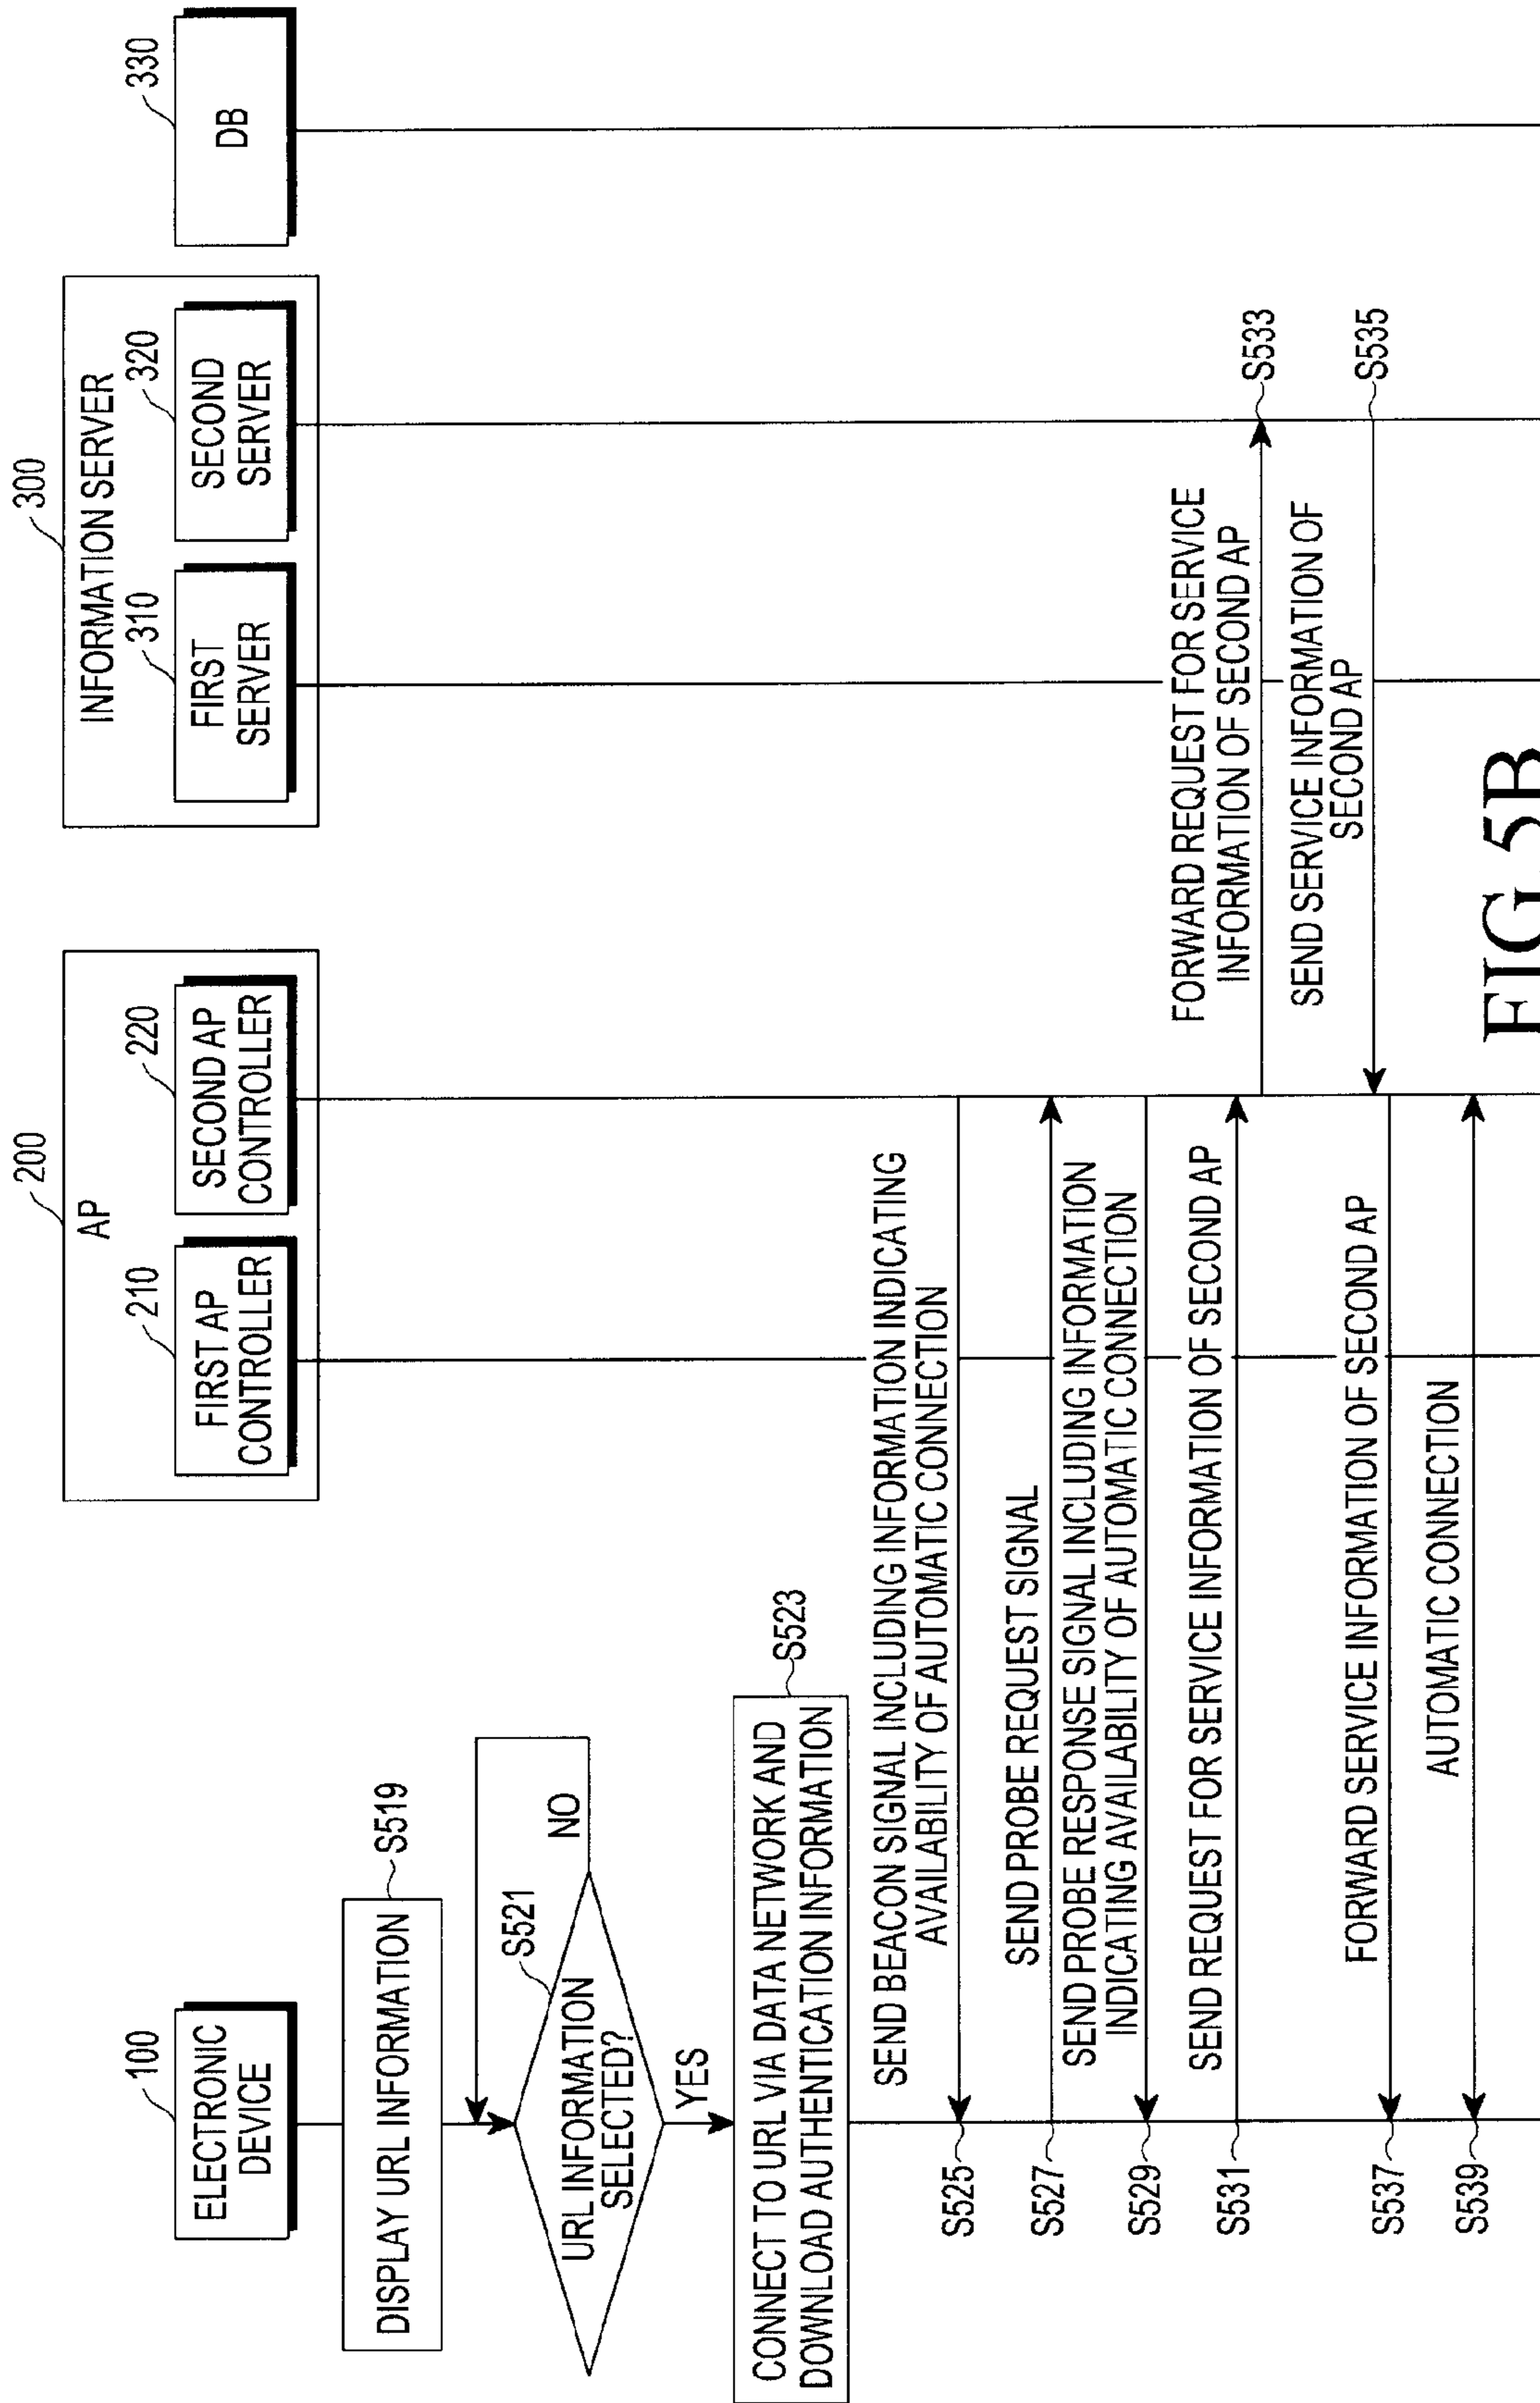 100
ELECTRONIC
DEVICE
200
AP
210
FIRST AP
CONTROLLER
220
SECOND AP
CONTROLLER
300
INFORMATION SERVER
310
FIRST
SERVER
320
SECOND
SERVER
330
DB
DISPLAY URL INFORMATION
S519
URL INFORMATION
SELECTED?
S521
NO
YES
CONNECT TO URL VIA DATA NETWORK AND
DOWNLOAD AUTHENTICATION INFORMATION
S523
SEND BEACON SIGNAL INCLUDING INFORMATION INDICATING
AVAILABILITY OF AUTOMATIC CONNECTION
S525
SEND PROBE REQUEST SIGNAL
S527
SEND PROBE RESPONSE SIGNAL INCLUDING INFORMATION
INDICATING AVAILABILITY OF AUTOMATIC CONNECTION
S529
SEND REQUEST FOR SERVICE INFORMATION OF SECOND AP
S531
FORWARD REQUEST FOR SERVICE
INFORMATION OF SECOND AP
S533
SEND SERVICE INFORMATION OF
SECOND AP
S535
FORWARD SERVICE INFORMATION OF SECOND AP
S537
AUTOMATIC CONNECTION
S539
FIG.5B